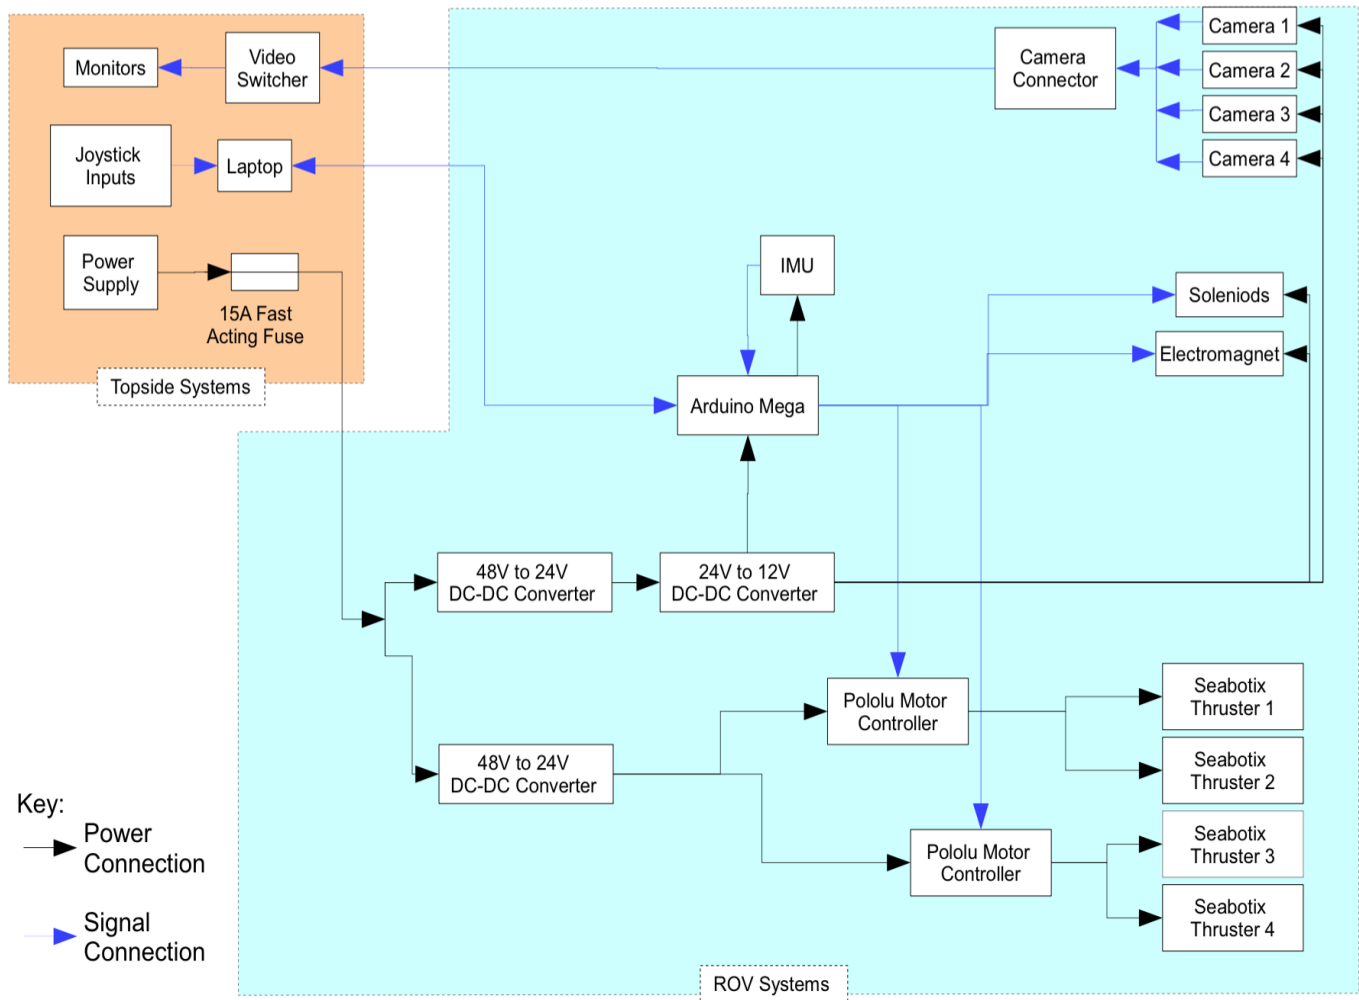 Monitors
Video
Switcher
Camera
Connector
Camera 1
Camera 2
Camera 3
Camera 4
Joystick
Inputs
Laptop
Power
Supply
15A Fast
Acting Fuse
Topside Systems
IMU
Soleniods
Electromagnet
Arduino Mega
48V to 24V
DC-DC Converter
24V to 12V
DC-DC Converter
Pololu Motor
Controller
Seabotix
Thruster 1
Seabotix
Thruster 2
48V to 24V
DC-DC Converter
Pololu Motor
Controller
Seabotix
Thruster 3
Seabotix
Thruster 4
Key:
Power
Connection
Signal
Connection
ROV Systems